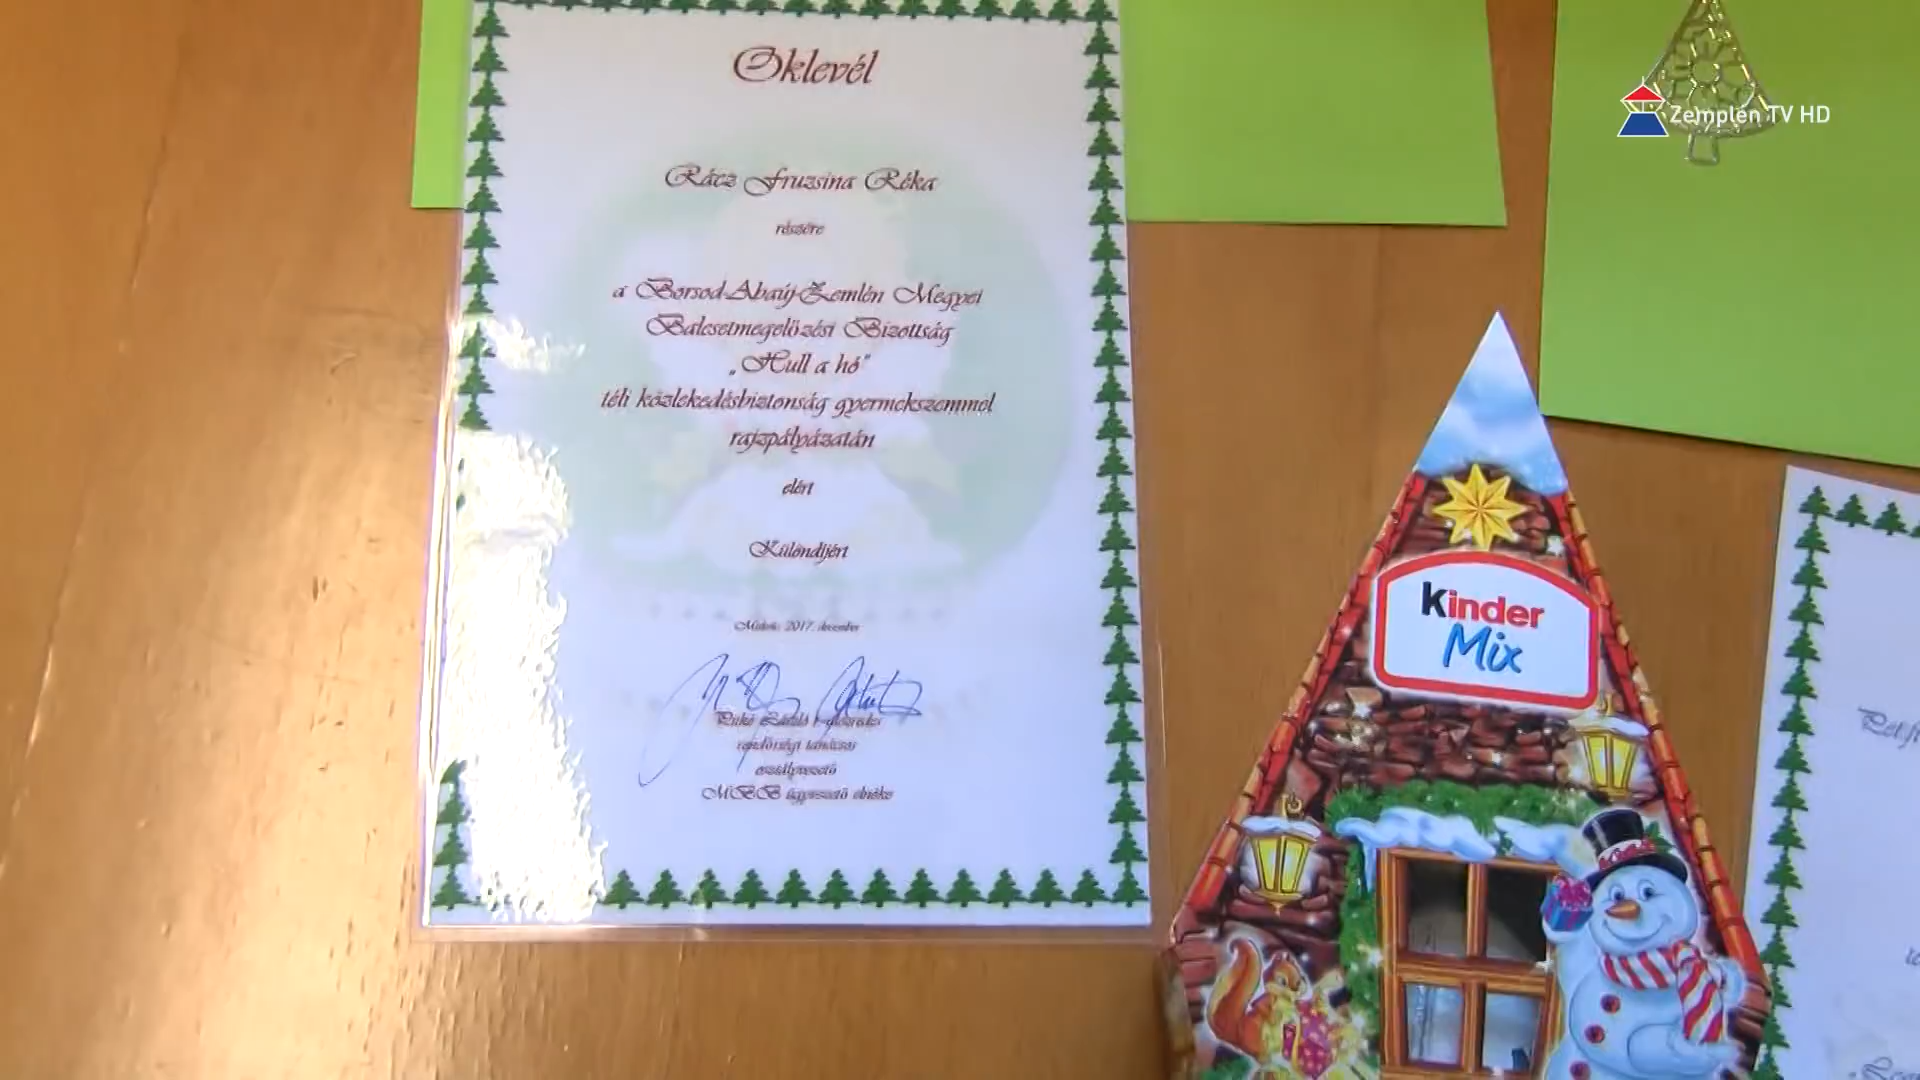 Oklevél
Rácz Fruzsina Réka
részére
a Borsod-Abaúj-Zemlén Megyei
Balesetmegelőzési Bizottság
„Hull a hó”
téli közlekedésbiztonság gyermekszemmel
rajzpályázatán
elért
Különdíjért
Miskolc, 2017. december
rendőrségi tanácsos
osztályvezető
MBB ügyvezető elnöke
Zemplén TV HD
kinder
Mix